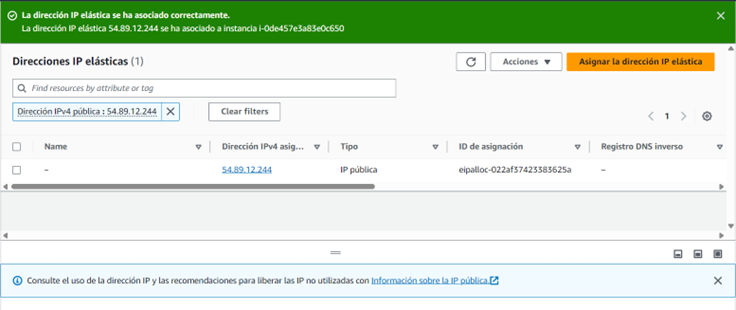 La dirección IP elástica se ha asociado correctamente.
La dirección IP elástica 54.89.12.244 se ha asociado a instancia i-0de457e3a83e0c650
Direcciones IP elásticas (1)
Acciones
Asignar la dirección IP elástica
Find resources by attribute or tag
Dirección IPv4 pública : 54.89.12.244
Clear filters
1
Name
Dirección IPv4 asig...
Tipo
ID de asignación
Registro DNS inverso
–
54.89.12.244
IP pública
eipalloc-022af37423383625a
–
Consulte el uso de la dirección IP y las recomendaciones para liberar las IP no utilizadas con Información sobre la IP pública.